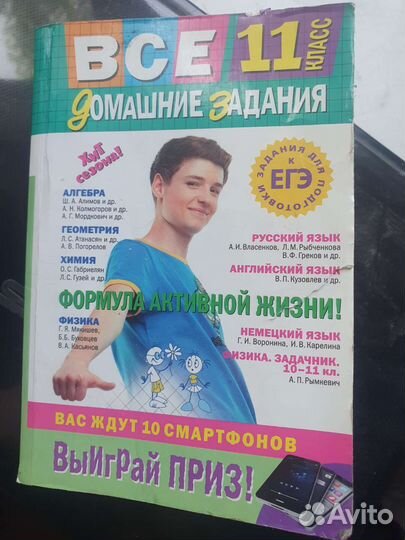 ВСЕ 11 КЛАСС
ДОМАШНИЕ ЗАДАНИЯ
Хит
сезона!
ЗАДАНИЯ ДЛЯ ПОДГОТОВКИ К
ЕГЭ
АЛГЕБРА
Ш. А. Алимов и др.
А. Н. Колмогоров и др.
А. Г. Мордкович и др.
ГЕОМЕТРИЯ
Л. С. Атанасян и др.
А. В. Погорелов
ХИМИЯ
О. С. Габриелян
Л. С. Гузей и др.
РУССКИЙ ЯЗЫК
А. И. Власенков, Л. М. Рыбченкова
В. Ф. Греков и др.
АНГЛИЙСКИЙ ЯЗЫК
В. П. Кузовлев и др.
ФОРМУЛА АКТИВНОЙ ЖИЗНИ!
ФИЗИКА
Г. Я. Мякишев,
Б. Б. Буховцев
В. А. Касьянов
НЕМЕЦКИЙ ЯЗЫК
Г. И. Воронина, И. В. Карелина
ФИЗИКА. ЗАДАЧНИК.
10-11 кл.
А. П. Рымкевич
ВАС ЖДУТ 10 СМАРТФОНОВ
ВЫИГРАЙ ПРИЗ!
Avito